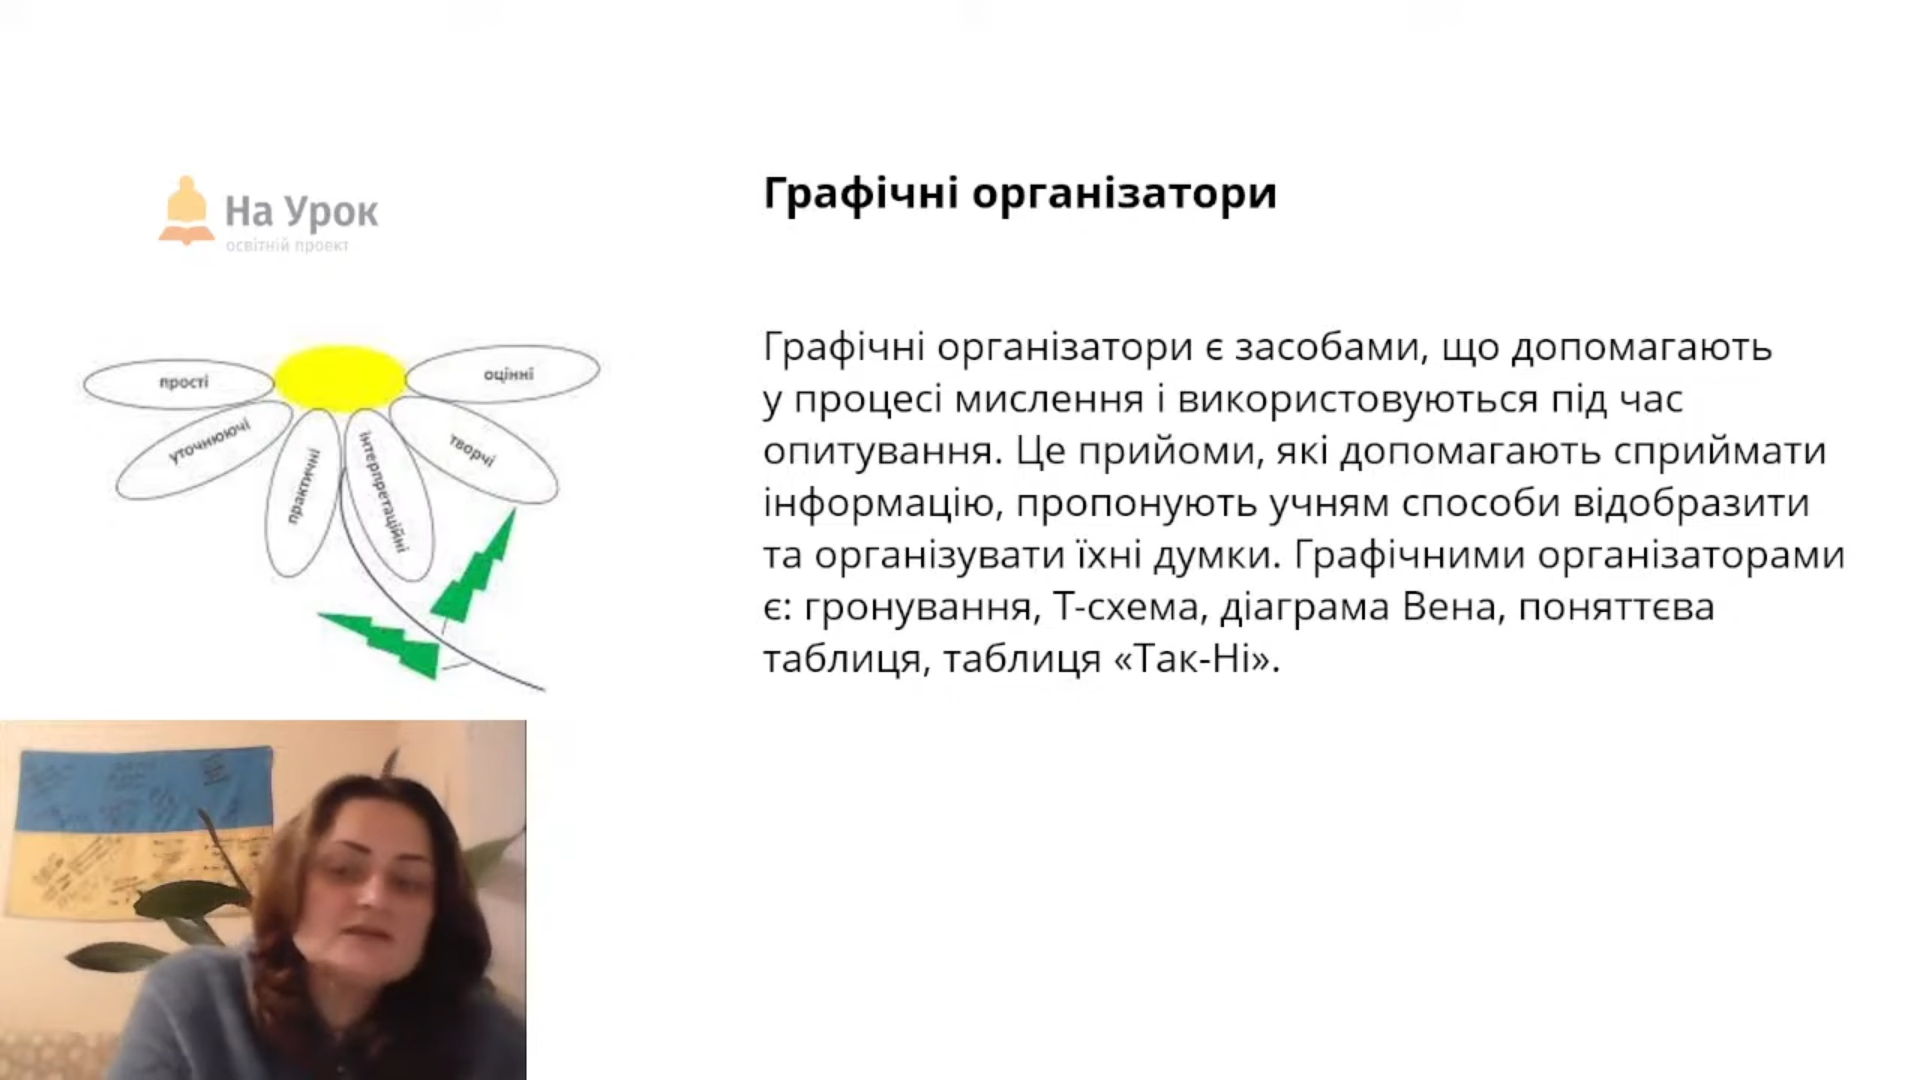 На Урок
освітній проект
Графічні організатори
прості
оцінні
уточнюючі
творчі
практичні
інтерпретаційні
Графічні організатори є засобами, що допомагають
у процесі мислення і використовуються під час
опитування. Це прийоми, які допомагають сприймати
інформацію, пропонують учням способи відобразити
та організувати їхні думки. Графічними організаторами
є: гронування, Т-схема, діаграма Вена, поняттєва
таблиця, таблиця «Так-Ні».